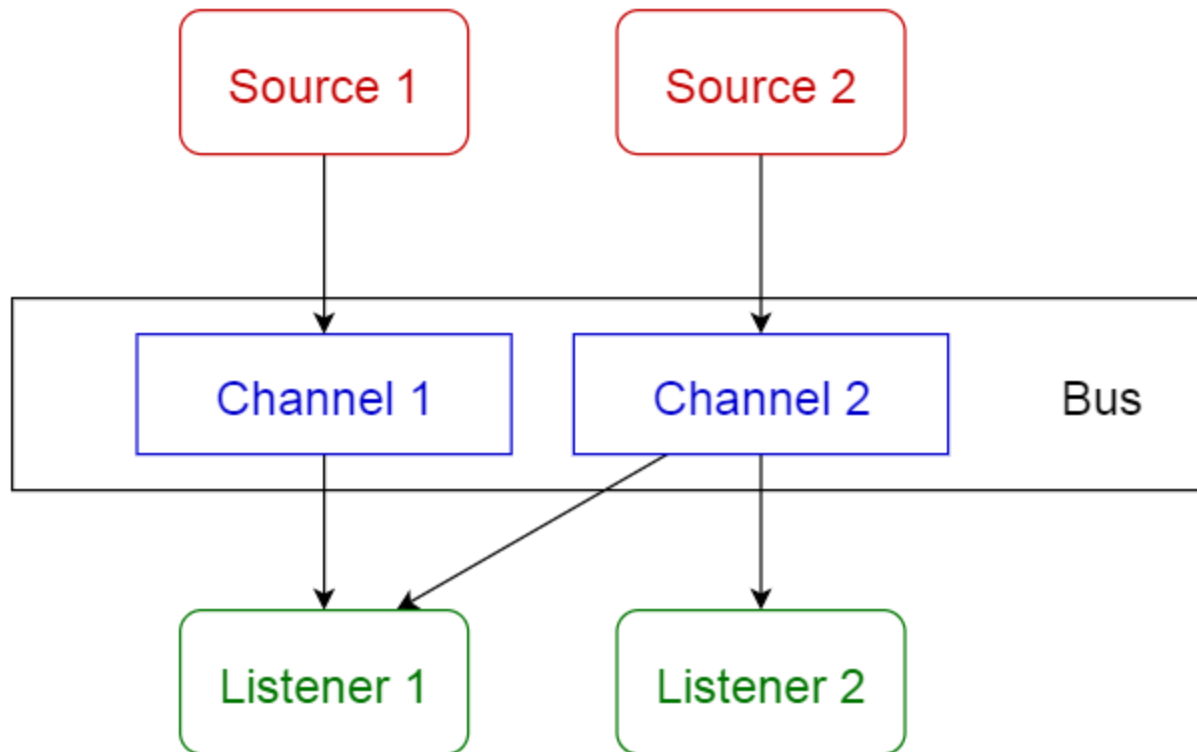 Source 1
Source 2
Channel 1
Channel 2
Bus
Listener 1
Listener 2